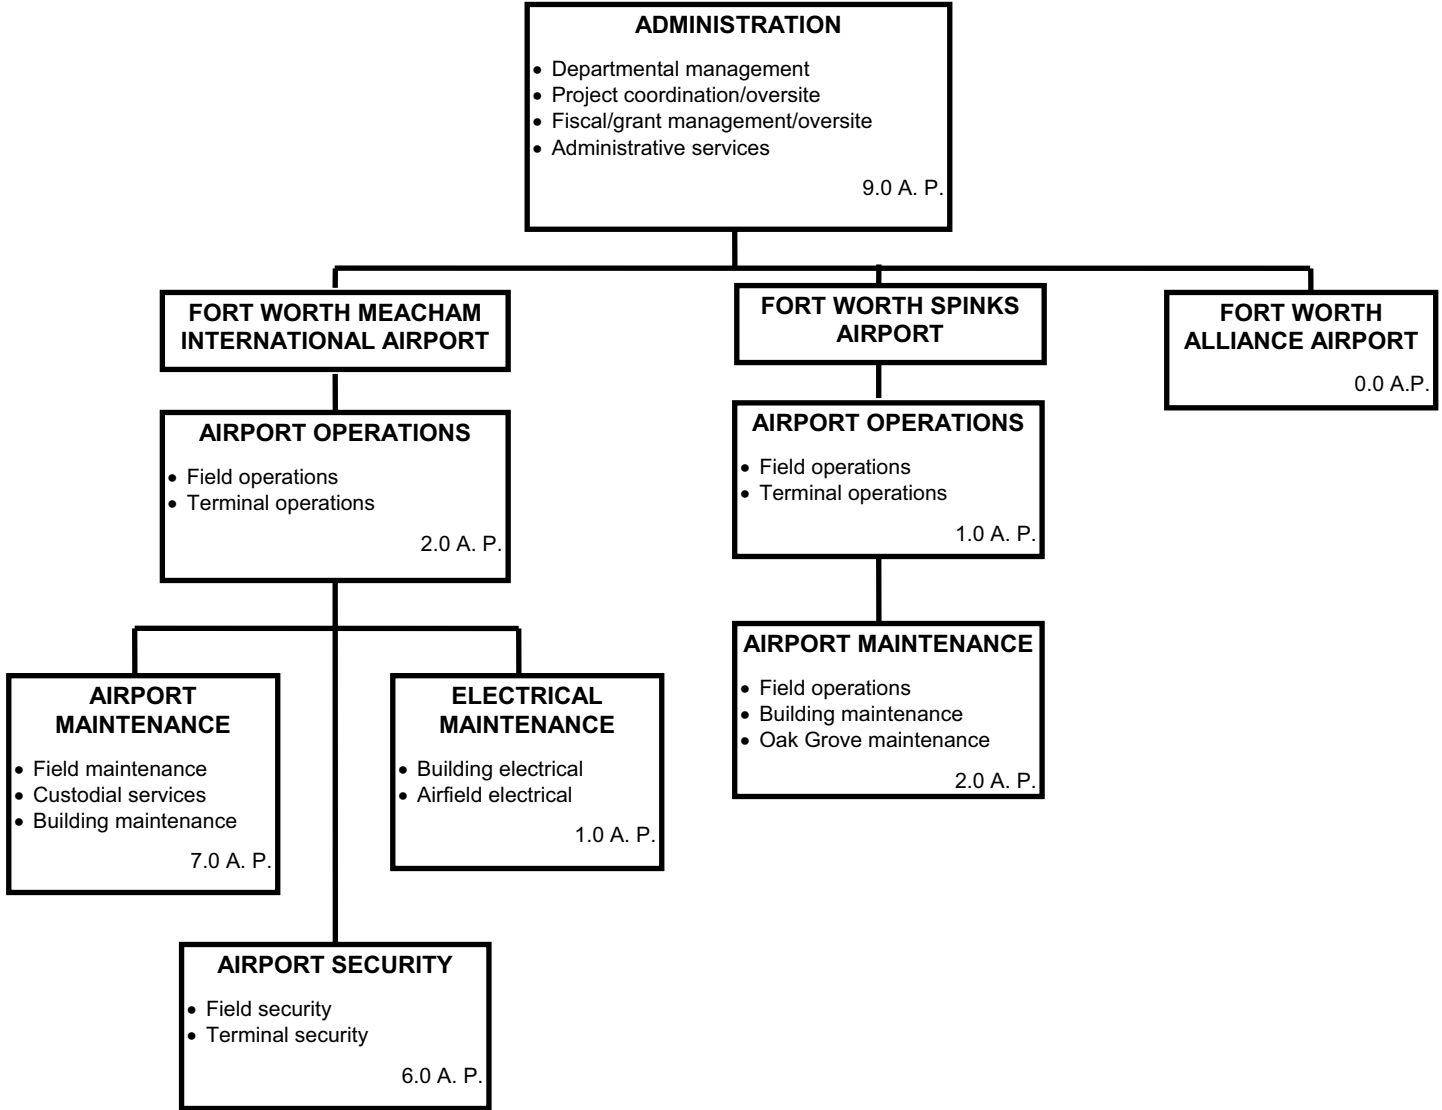 ADMINISTRATION
• Departmental management
• Project coordination/oversite
• Fiscal/grant management/oversite
• Administrative services
9.0 A. P.
FORT WORTH MEACHAM
INTERNATIONAL AIRPORT
FORT WORTH SPINKS
AIRPORT
FORT WORTH
ALLIANCE AIRPORT
0.0 A.P.
AIRPORT OPERATIONS
• Field operations
• Terminal operations
2.0 A. P.
AIRPORT OPERATIONS
• Field operations
• Terminal operations
1.0 A. P.
AIRPORT
MAINTENANCE
• Field maintenance
• Custodial services
• Building maintenance
7.0 A. P.
ELECTRICAL
MAINTENANCE
• Building electrical
• Airfield electrical
1.0 A. P.
AIRPORT MAINTENANCE
• Field operations
• Building maintenance
• Oak Grove maintenance
2.0 A. P.
AIRPORT SECURITY
• Field security
• Terminal security
6.0 A. P.